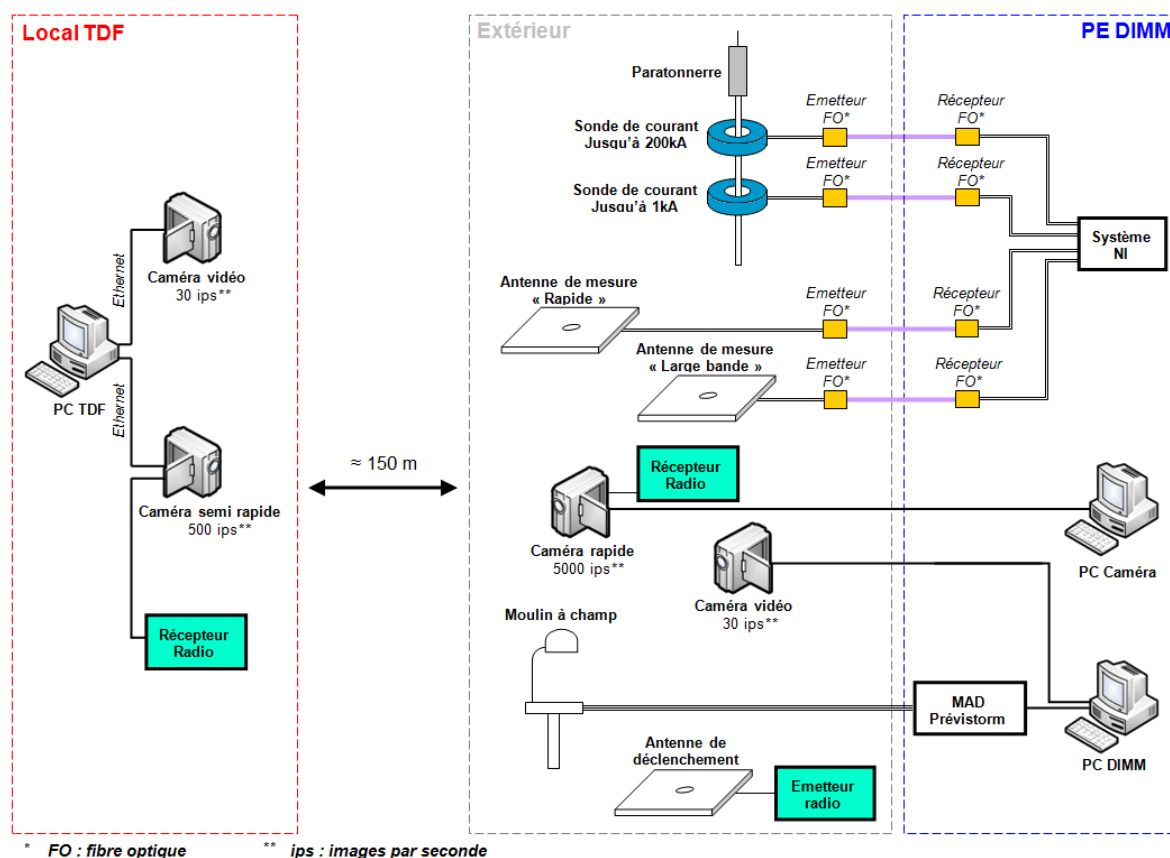 Local TDF
Extérieur
PE DIMM
Paratonnerre
Sonde de courant
Jusqu'à 200kA
Emetteur
FO*
Récepteur
FO*
Sonde de courant
Jusqu'à 1kA
Emetteur
FO*
Récepteur
FO*
Système
NI
Ethernet
Caméra vidéo
30 ips**
PC TDF
Ethernet
Caméra semi rapide
500 ips**
Récepteur
Radio
≈ 150 m
Antenne de mesure
« Rapide »
Emetteur
FO*
Récepteur
FO*
Antenne de mesure
« Large bande »
Emetteur
FO*
Récepteur
FO*
Récepteur
Radio
Caméra rapide
5000 ips**
PC Caméra
Caméra vidéo
30 ips**
Moulin à champ
MAD
Prévistorm
PC DIMM
Antenne de
déclenchement
Emetteur
radio
* FO : fibre optique ** ips : images par seconde